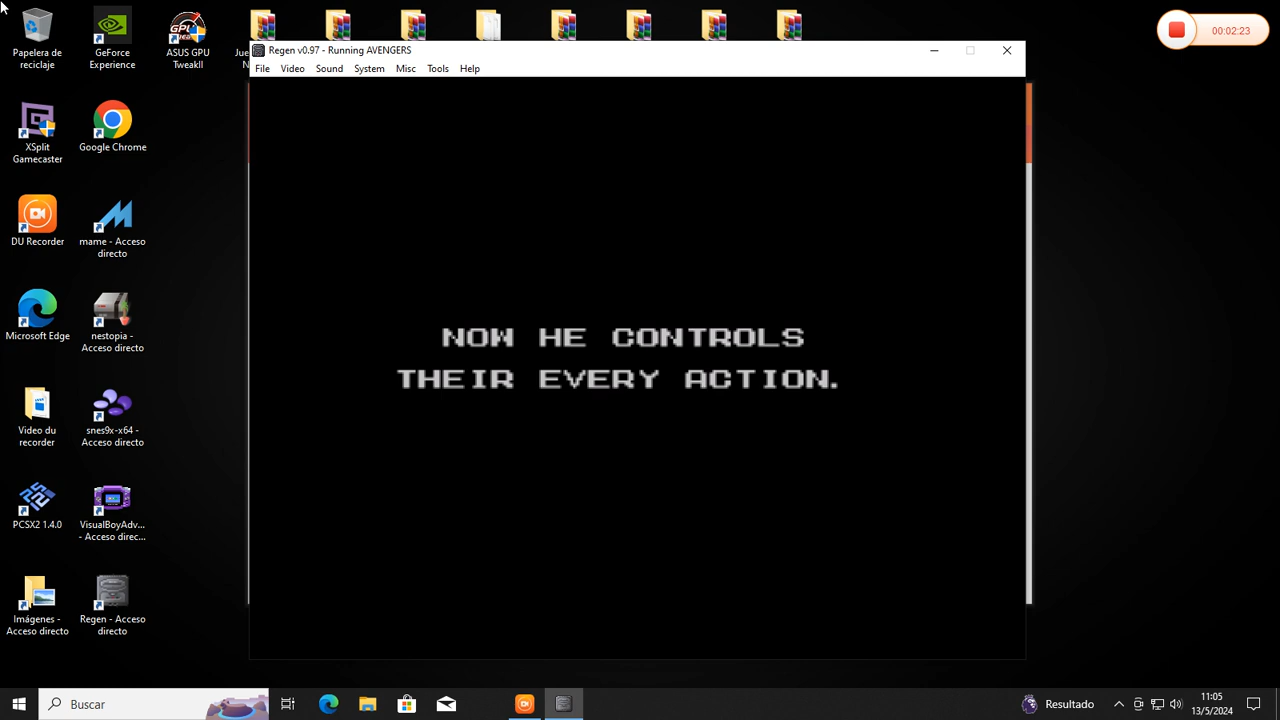 Papelera de
reciclaje
GeForce
Experience
ASUS GPU
TweakII
XSplit
Gamecaster
Google Chrome
DU Recorder
mame - Acceso
directo
Microsoft Edge
nestopia -
Acceso directo
Video du
recorder
snes9x-x64 -
Acceso directo
PCSX2 1.4.0
VisualBoyAdv...
- Acceso direc...
Imágenes -
Acceso directo
Regen - Acceso
directo
Regen v0.97 - Running AVENGERS
File Video Sound System Misc Tools Help
NOW HE CONTROLS
THEIR EVERY ACTION.
00:02:23
Buscar
Resultado
11:05
13/5/2024